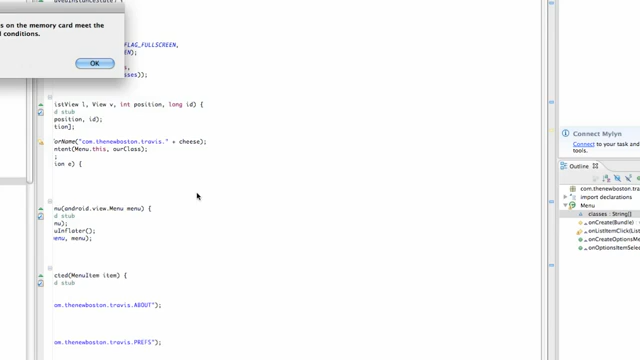 s on the memory card meet the
conditions.
OK
FLAG_FULLSCREEN,
istView l, View v, int position, long id) {
d stub
position, id);
tion];
orName("com.thenewboston.travis." + cheese);
ntent(Menu.this, ourClass);
ion e) {
nu(android.view.Menu menu) {
d stub
nu);
uInflater();
enu, menu);
cted(MenuItem item) {
d stub
om.thenewboston.travis.ABOUT");
om.thenewboston.travis.PREFS");
Connect Mylyn
Connect to your task and
tools.
Outline
com.thenewboston.travis
import declarations
Menu
classes : String[]
onCreate(Bundle)
onListItemClick(List
onCreateOptionsMe
onOptionsItemSele